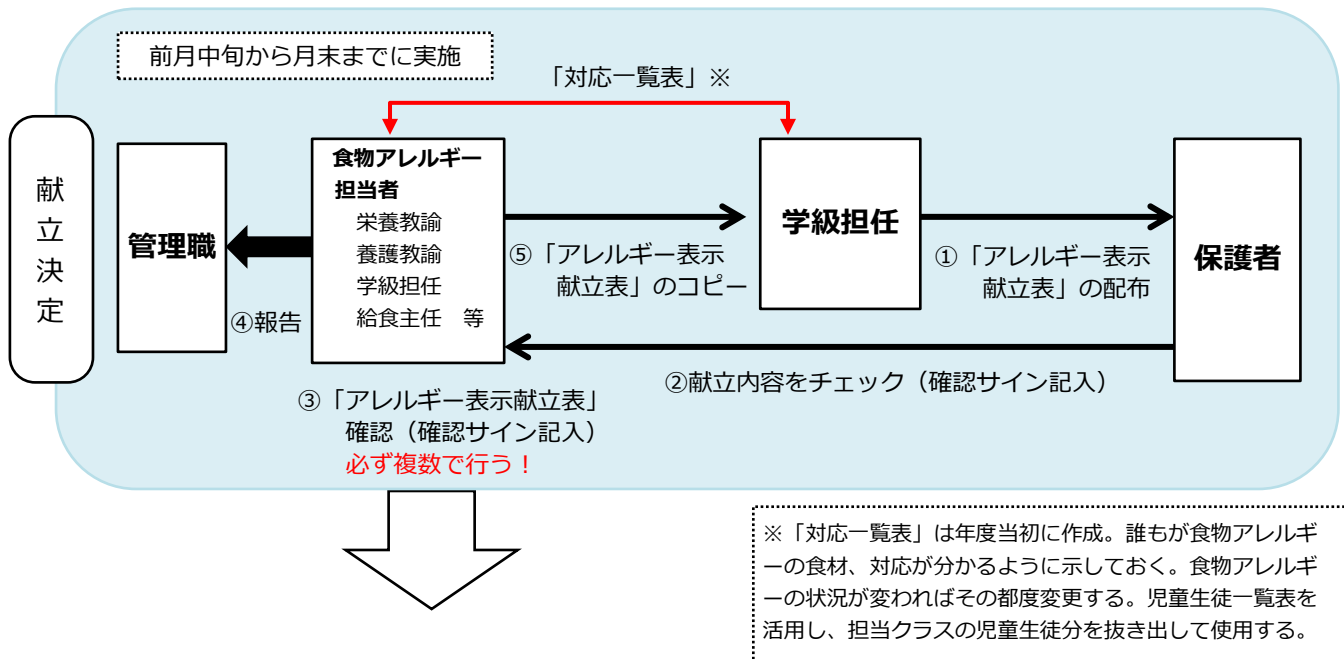 前月中旬から月末までに実施
「対応一覧表」※
献立決定
管理職
食物アレルギー
担当者
栄養教諭
養護教諭
学級担任
給食主任　等
学級担任
保護者
④報告
⑤「アレルギー表示
献立表」のコピー
①「アレルギー表示
献立表」の配布
②献立内容をチェック（確認サイン記入）
③「アレルギー表示献立表」
確認（確認サイン記入）
必ず複数で行う！
※「対応一覧表」は年度当初に作成。誰もが食物アレルギ
ーの食材、対応が分かるように示しておく。食物アレルギ
ーの状況が変わればその都度変更する。児童生徒一覧表を
活用し、担当クラスの児童生徒分を抜き出して使用する。